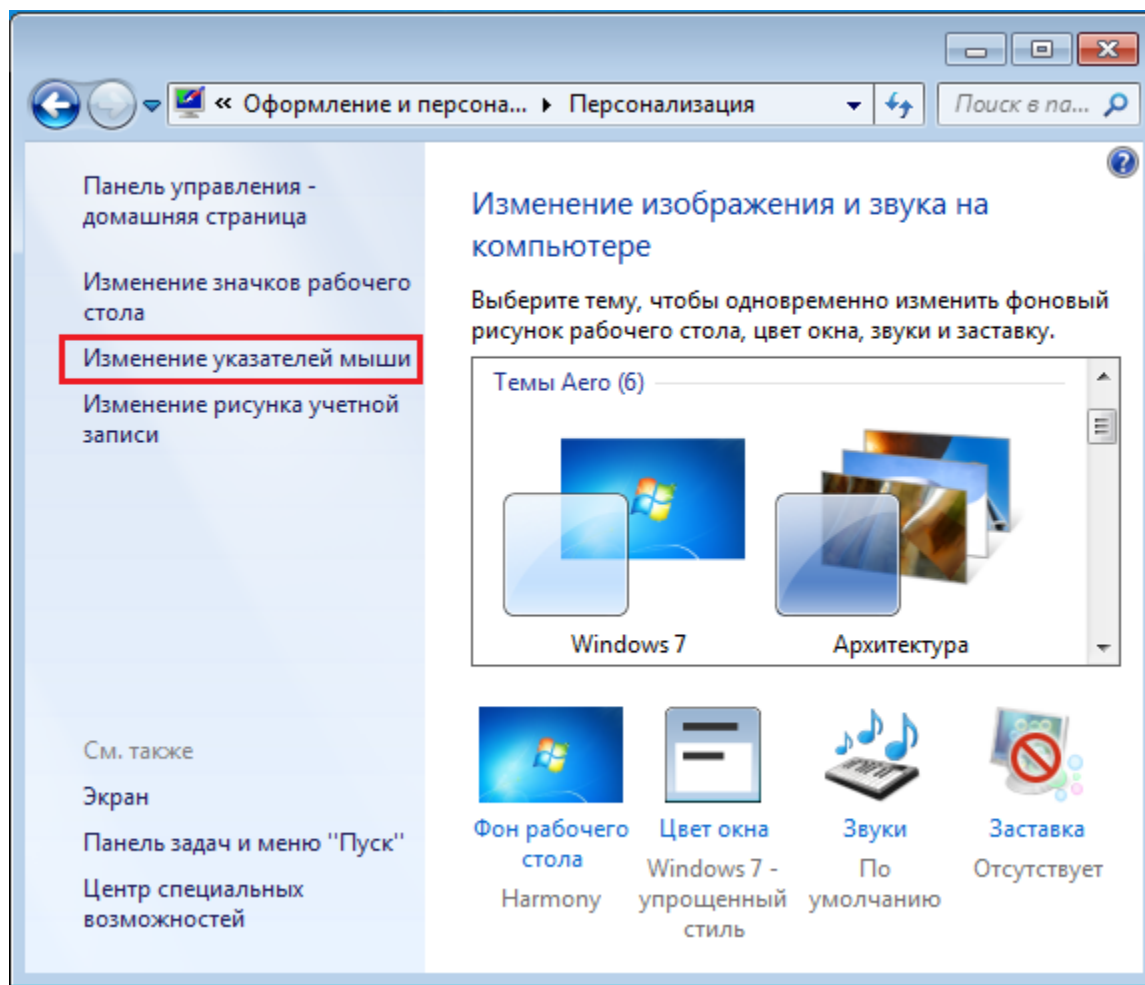 « Оформление и персона... Персонализация
Поиск в па...
Панель управления -
домашняя страница
Изменение значков рабочего
стола
Изменение указателей мыши
Изменение рисунка учетной
записи
См. также
Экран
Панель задач и меню ''Пуск''
Центр специальных
возможностей
?
Изменение изображения и звука на
компьютере
Выберите тему, чтобы одновременно изменить фоновый
рисунок рабочего стола, цвет окна, звуки и заставку.
Темы Aero (6)
Windows 7
Архитектура
Фон рабочего
стола
Harmony
Цвет окна
Windows 7 -
упрощенный
стиль
Звуки
По
умолчанию
Заставка
Отсутствует